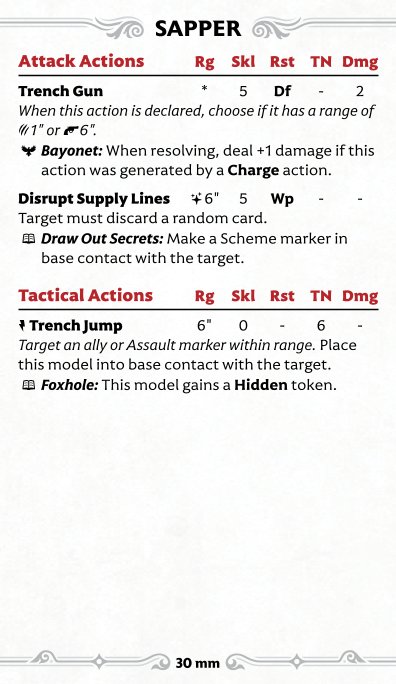 SAPPER
Attack Actions Rg Skl Rst TN Dmg
Trench Gun * 5 Df - 2
When this action is declared, choose if it has a range of
1" or 6".
Bayonet: When resolving, deal +1 damage if this
action was generated by a Charge action.
Disrupt Supply Lines 6" 5 Wp - -
Target must discard a random card.
Draw Out Secrets: Make a Scheme marker in
base contact with the target.
Tactical Actions Rg Skl Rst TN Dmg
Trench Jump 6" 0 - 6 -
Target an ally or Assault marker within range. Place
this model into base contact with the target.
Foxhole: This model gains a Hidden token.
30 mm